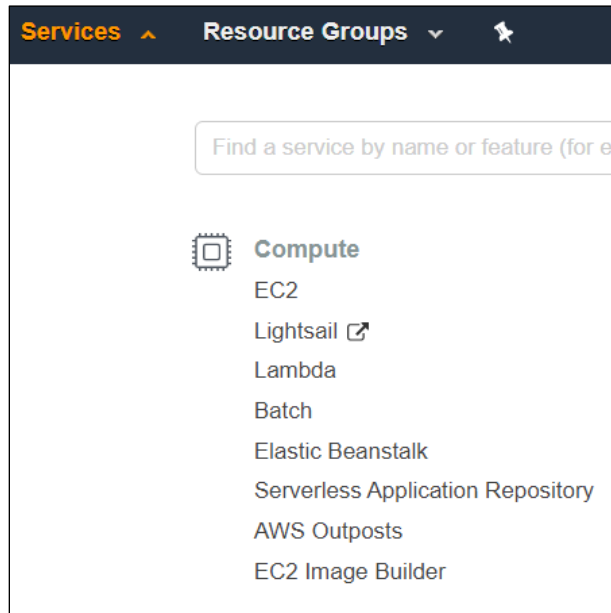 Services Resource Groups
Find a service by name or feature (for e
Compute
EC2
Lightsail
Lambda
Batch
Elastic Beanstalk
Serverless Application Repository
AWS Outposts
EC2 Image Builder